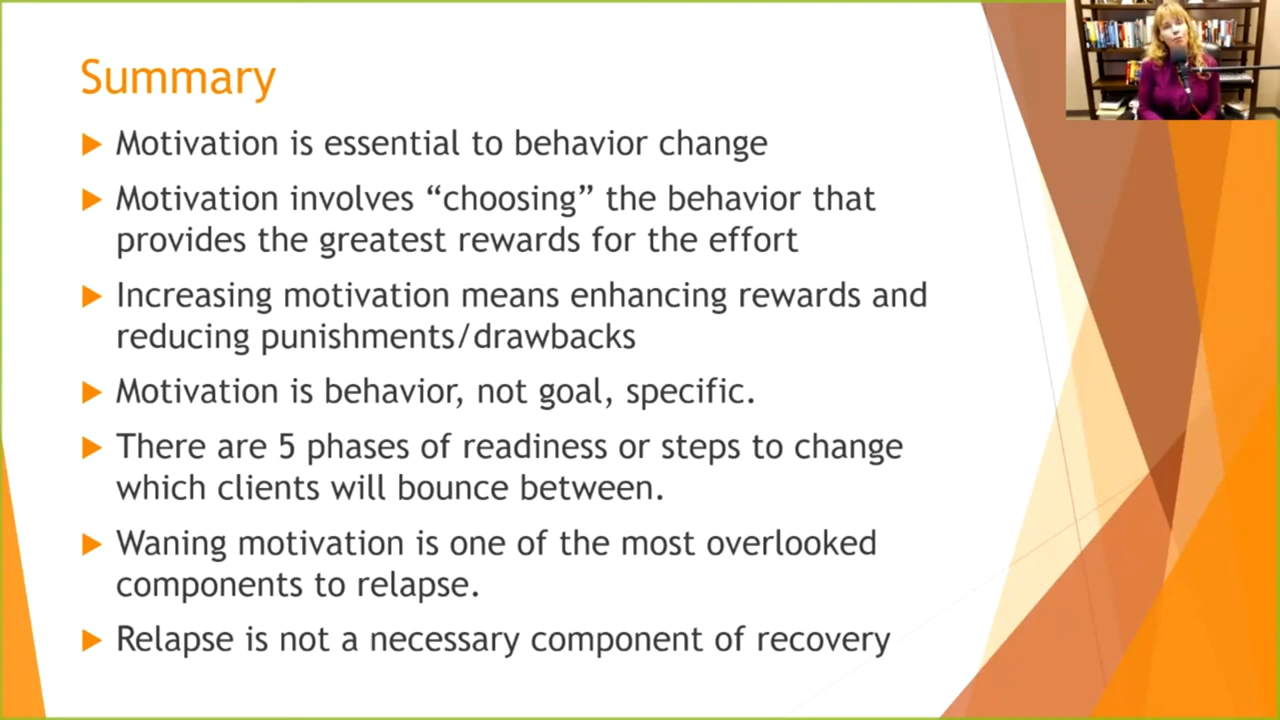 Summary
Motivation is essential to behavior change
Motivation involves “choosing” the behavior that
provides the greatest rewards for the effort
Increasing motivation means enhancing rewards and
reducing punishments/drawbacks
Motivation is behavior, not goal, specific.
There are 5 phases of readiness or steps to change
which clients will bounce between.
Waning motivation is one of the most overlooked
components to relapse.
Relapse is not a necessary component of recovery